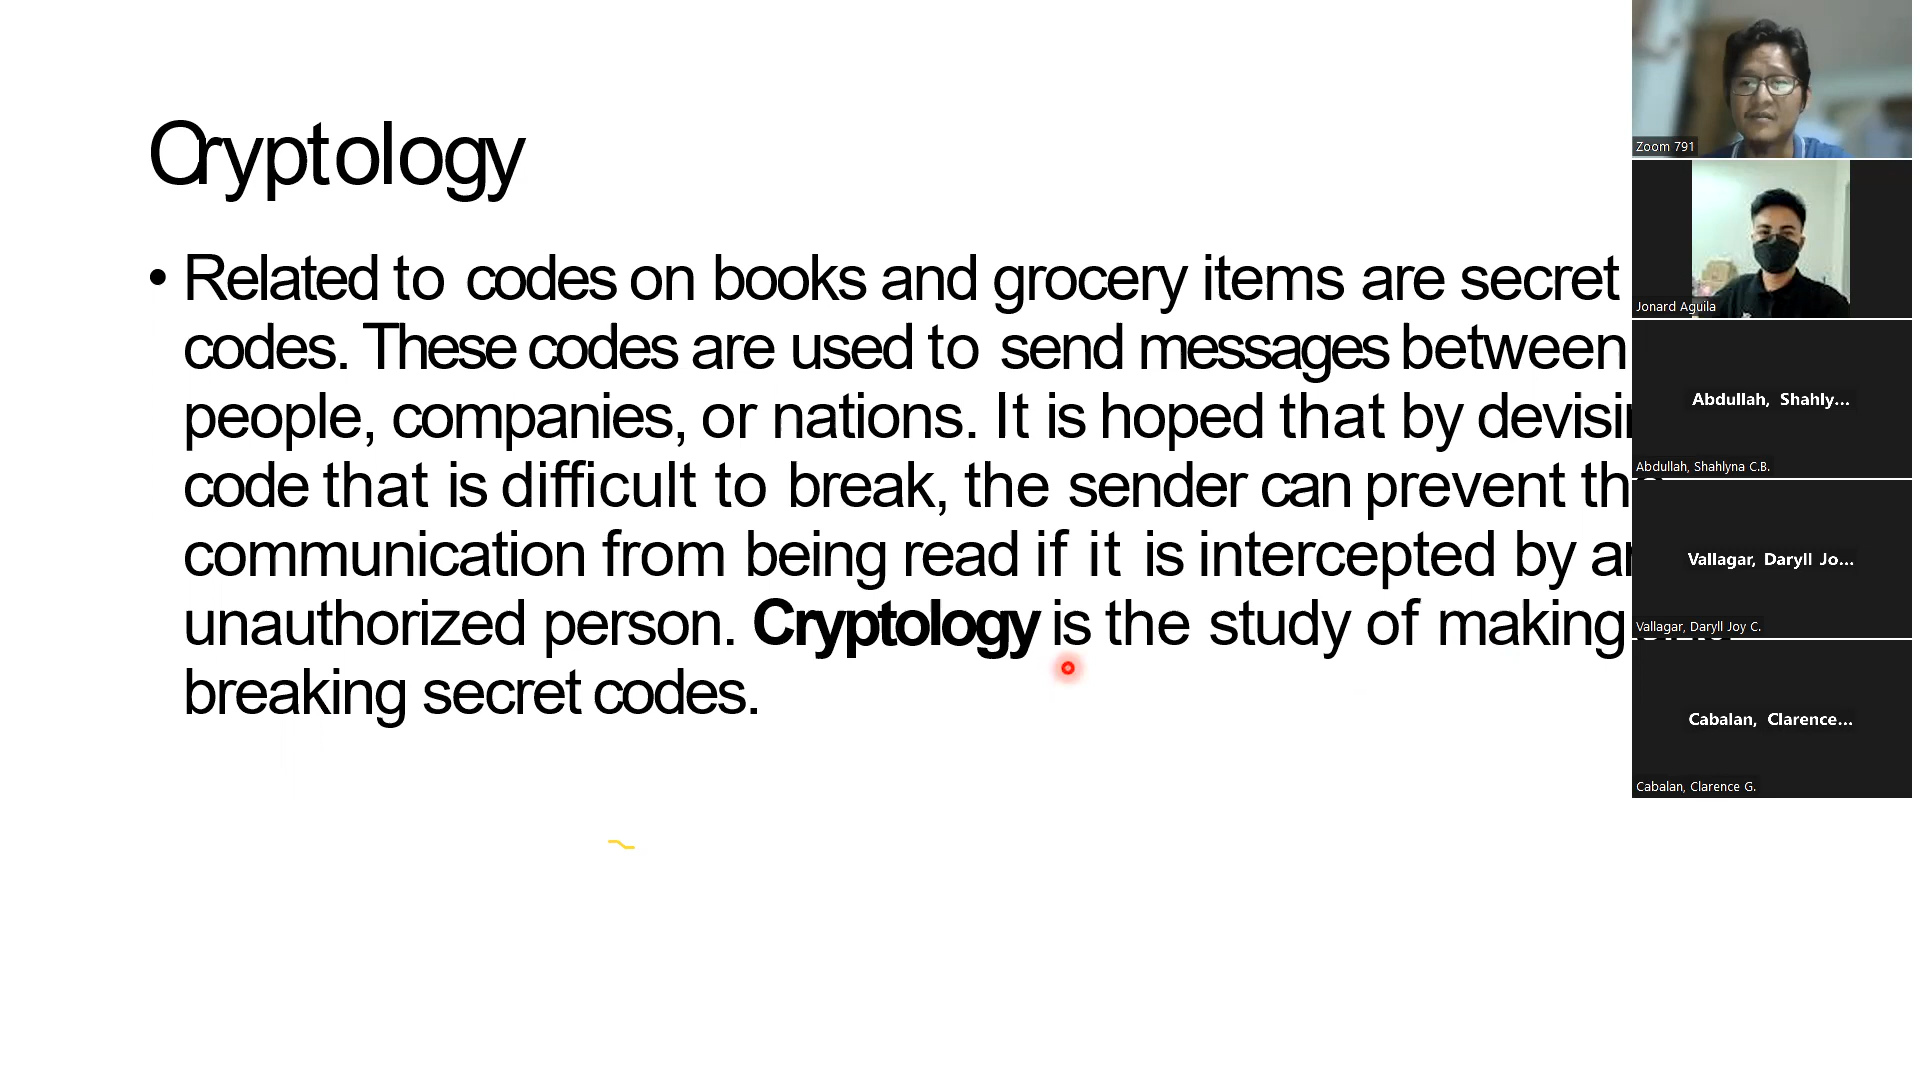 Cryptology
• Related to codes on books and grocery items are secret
codes. These codes are used to send messages between
people, companies, or nations. It is hoped that by
code that is difficult to break, the sender can prevent
communication from being read if it is intercepted by
unauthorized person. Cryptology is the study of making
breaking secret codes.
Zoom 791
Jonard Aguila
Abdullah, Shahly...
Abdullah, Shahlyna C.B.
Vallagar, Daryll Jo...
Vallagar, Daryll Joy C.
Cabalan, Clarence...
Cabalan, Clarence G.